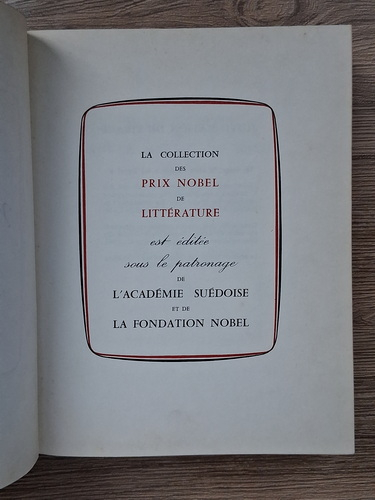 LA COLLECTION
DES
PRIX NOBEL
DE
LITTÉRATURE
est éditée
sous le patronage
DE
L'ACADÉMIE SUÉDOISE
ET DE
LA FONDATION NOBEL